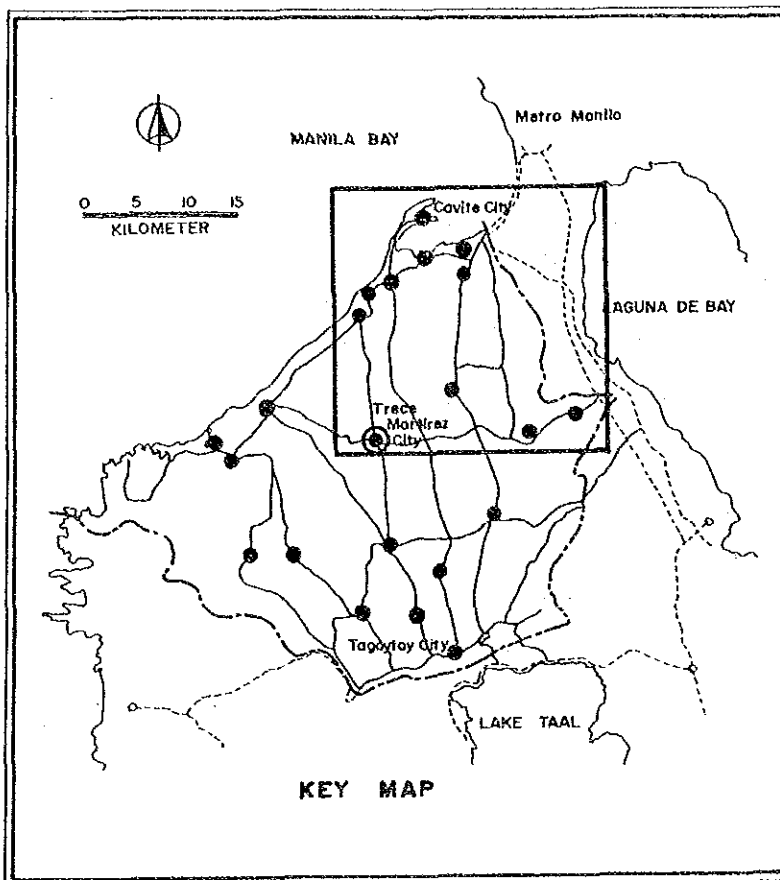 Metro Manila
MANILA BAY
0 5 10 15
KILOMETER
Cavite City
LAGUNA DE BAY
Trece
Martirez
City
Tagaytay City
LAKE TAAL
KEY MAP